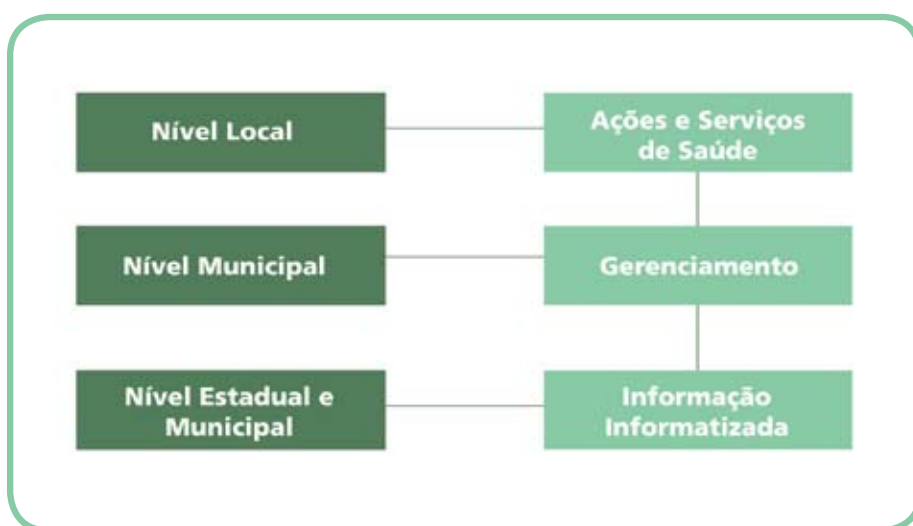 Nível Local
Ações e Serviços
de Saúde
Nível Municipal
Gerenciamento
Nível Estadual e
Municipal
Informação
Informatizada